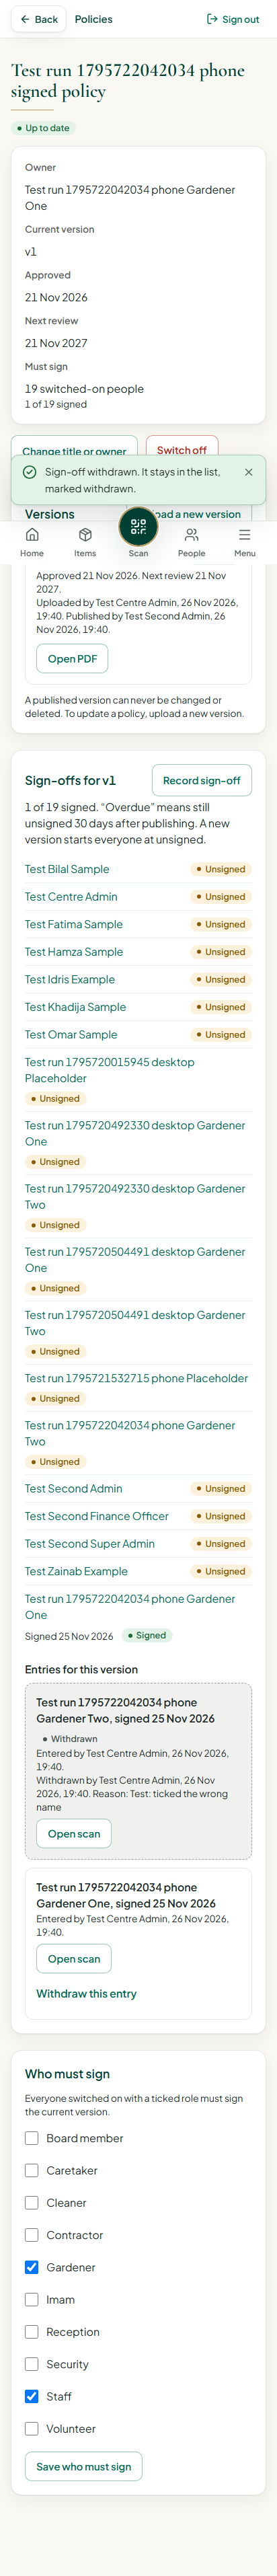 Back
Policies
Sign out
Test run 1795722042034 phone
signed policy
Up to date
Owner
Test run 1795722042034 phone Gardener
One
Current version
v1
Approved
21 Nov 2026
Next review
21 Nov 2027
Must sign
19 switched-on people
1 of 19 signed
Change title or owner
Switch off
Sign-off withdrawn. It stays in the list,
marked withdrawn.
Versions
load a new version
Home
Items
Scan
People
Menu
Approved 21 Nov 2026. Next review 21 Nov
2027.
Uploaded by Test Centre Admin, 26 Nov 2026,
19:40. Published by Test Second Admin, 26
Nov 2026, 19:40.
Open PDF
A published version can never be changed or
deleted. To update a policy, upload a new version.
Sign-offs for v1
Record sign-off
1 of 19 signed. “Overdue” means still
unsigned 30 days after publishing. A new
version starts everyone at unsigned.
Test Bilal Sample
Unsigned
Test Centre Admin
Unsigned
Test Fatima Sample
Unsigned
Test Hamza Sample
Unsigned
Test Idris Example
Unsigned
Test Khadija Sample
Unsigned
Test Omar Sample
Unsigned
Test run 1795720015945 desktop
Placeholder
Unsigned
Test run 1795720492330 desktop Gardener
One
Unsigned
Test run 1795720492330 desktop Gardener
Two
Unsigned
Test run 1795720504491 desktop Gardener
One
Unsigned
Test run 1795720504491 desktop Gardener
Two
Unsigned
Test run 1795721532715 phone Placeholder
Unsigned
Test run 1795722042034 phone Gardener
Two
Unsigned
Test Second Admin
Unsigned
Test Second Finance Officer
Unsigned
Test Second Super Admin
Unsigned
Test Zainab Example
Unsigned
Test run 1795722042034 phone Gardener
One
Signed 25 Nov 2026
Signed
Entries for this version
Test run 1795722042034 phone
Gardener Two, signed 25 Nov 2026
Withdrawn
Entered by Test Centre Admin, 26 Nov 2026,
19:40.
Withdrawn by Test Centre Admin, 26 Nov
2026, 19:40. Reason: Test: ticked the wrong
name
Open scan
Test run 1795722042034 phone
Gardener One, signed 25 Nov 2026
Entered by Test Centre Admin, 26 Nov 2026,
19:40.
Open scan
Withdraw this entry
Who must sign
Everyone switched on with a ticked role must sign
the current version.
Board member
Caretaker
Cleaner
Contractor
Gardener
Imam
Reception
Security
Staff
Volunteer
Save who must sign